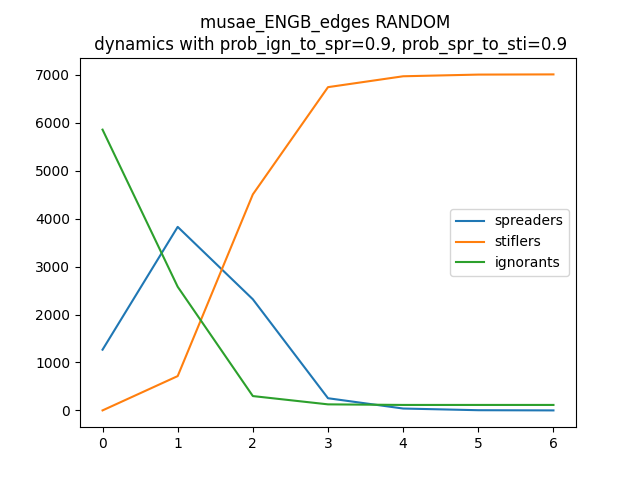 musae_ENGB_edges RANDOM
dynamics with prob_ign_to_spr=0.9, prob_spr_to_sti=0.9
7000
6000
5000
4000
3000
2000
1000
0
spreaders
stiflers
ignorants
0 1 2 3 4 5 6